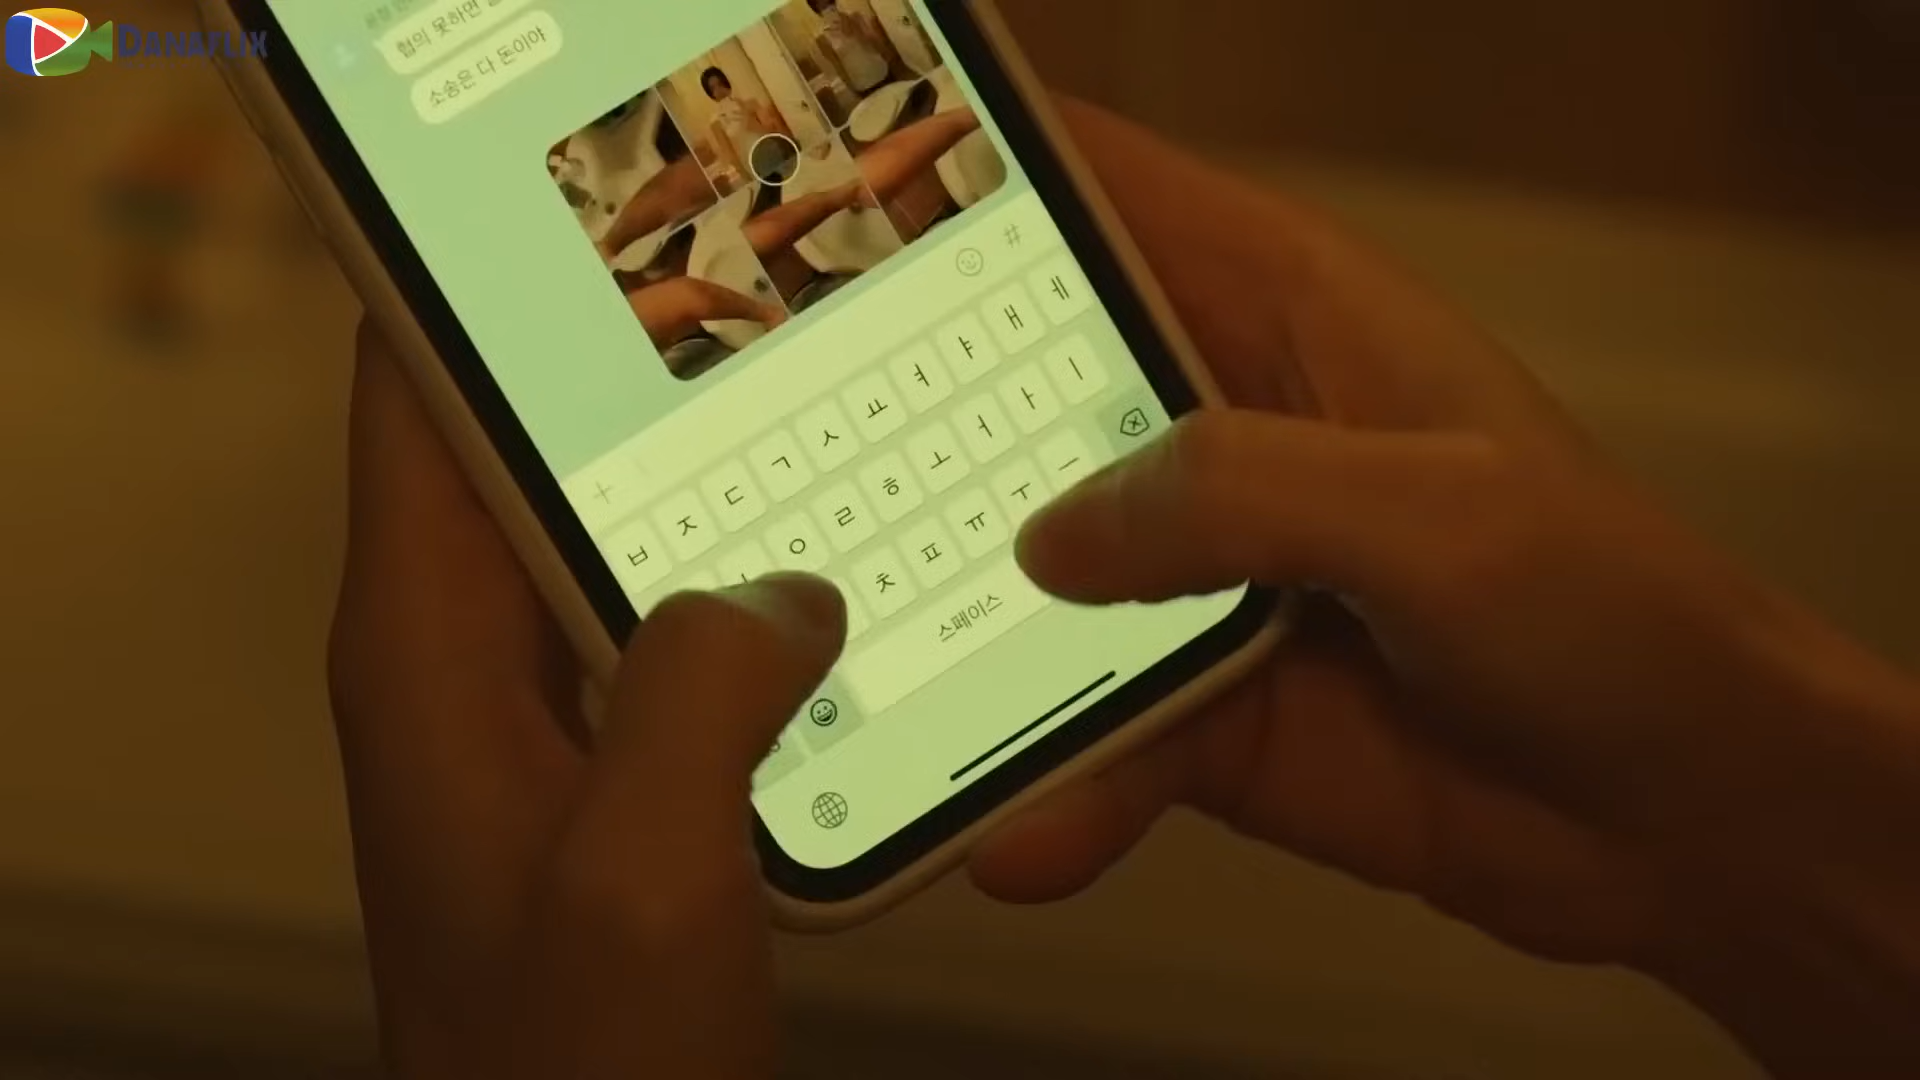 DANAFLIX
협의 못하면
소송은 다 돈이야
#
ㅂ ㅈ ㄷ ㄱ ㅅ ㅛ ㅕ ㅑ ㅐ ㅔ
ㅇ ㄹ ㅎ ㅗ ㅓ ㅏ ㅣ
ㅊ ㅍ ㅠ ㅜ ㅡ
스페이스